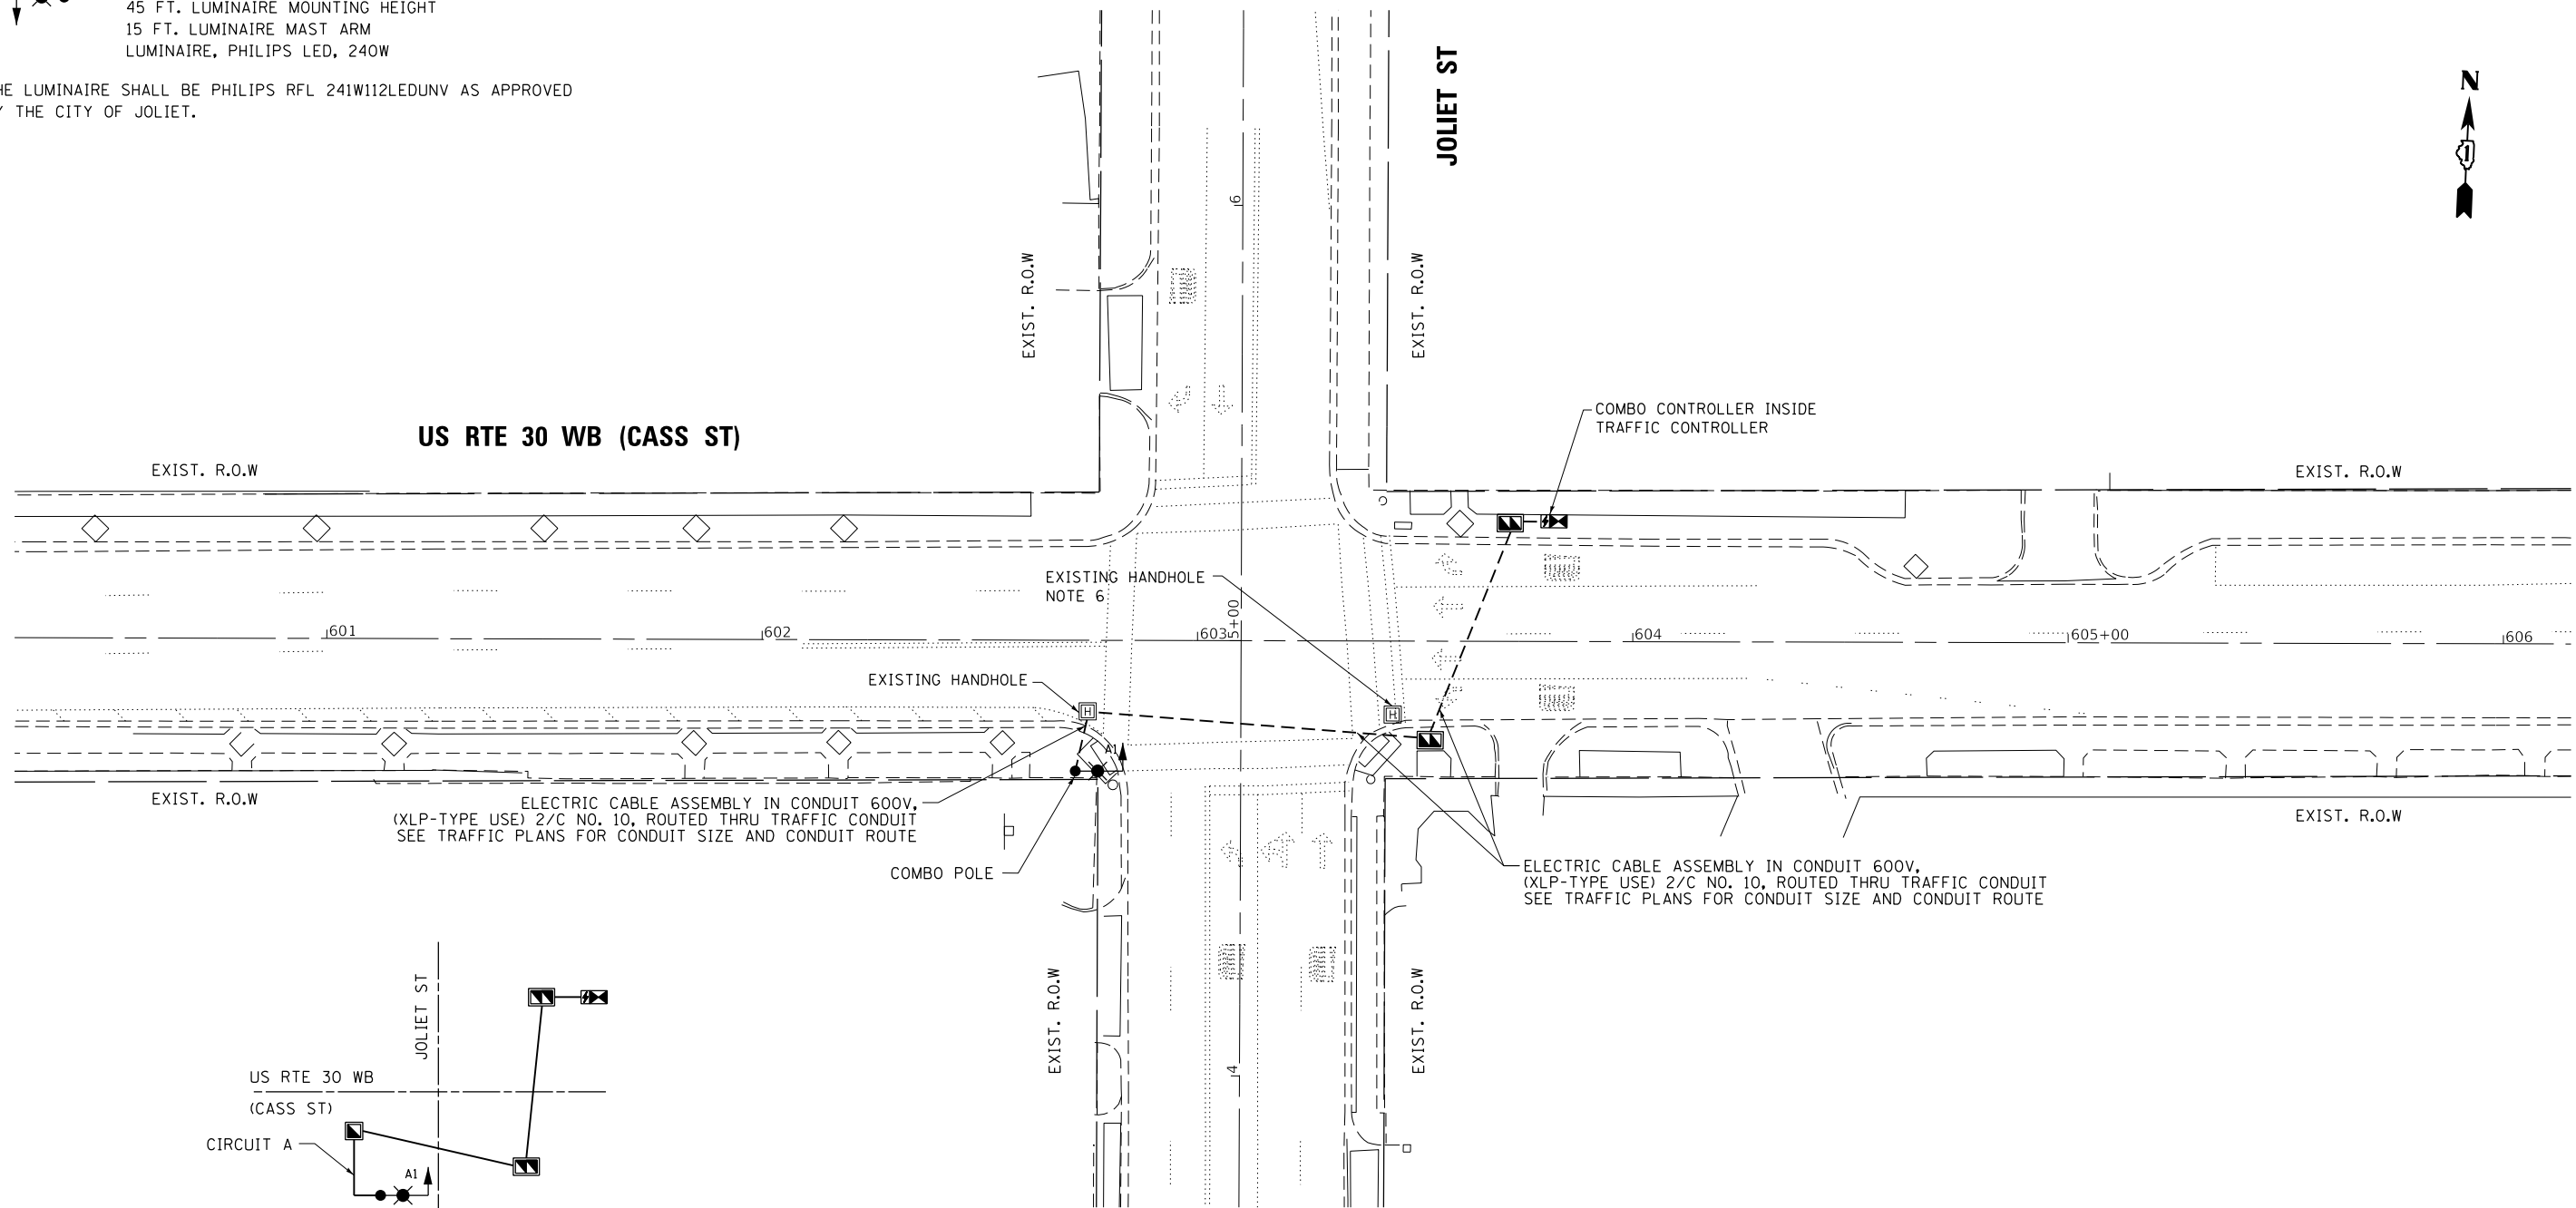 45 FT. LUMINAIRE MOUNTING HEIGHT
15 FT. LUMINAIRE MAST ARM
LUMINAIRE, PHILIPS LED, 240W
HE LUMINAIRE SHALL BE PHILIPS RFL 241W112LEDUNV AS APPROVED
Y THE CITY OF JOLIET.
JOLIET ST
N
1
6
EXIST. R.O.W
EXIST. R.O.W
COMBO CONTROLLER INSIDE
TRAFFIC CONTROLLER
US RTE 30 WB (CASS ST)
EXIST. R.O.W
EXIST. R.O.W
EXISTING HANDHOLE
NOTE 6
601
602
603
5+00
604
605+00
606
EXISTING HANDHOLE
H
H
A1
EXIST. R.O.W
ELECTRIC CABLE ASSEMBLY IN CONDUIT 600V,
(XLP-TYPE USE) 2/C NO. 10, ROUTED THRU TRAFFIC CONDUIT
SEE TRAFFIC PLANS FOR CONDUIT SIZE AND CONDUIT ROUTE
EXIST. R.O.W
COMBO POLE
ELECTRIC CABLE ASSEMBLY IN CONDUIT 600V,
(XLP-TYPE USE) 2/C NO. 10, ROUTED THRU TRAFFIC CONDUIT
SEE TRAFFIC PLANS FOR CONDUIT SIZE AND CONDUIT ROUTE
EXIST. R.O.W
EXIST. R.O.W
4
JOLIET ST
US RTE 30 WB
(CASS ST)
CIRCUIT A
A1